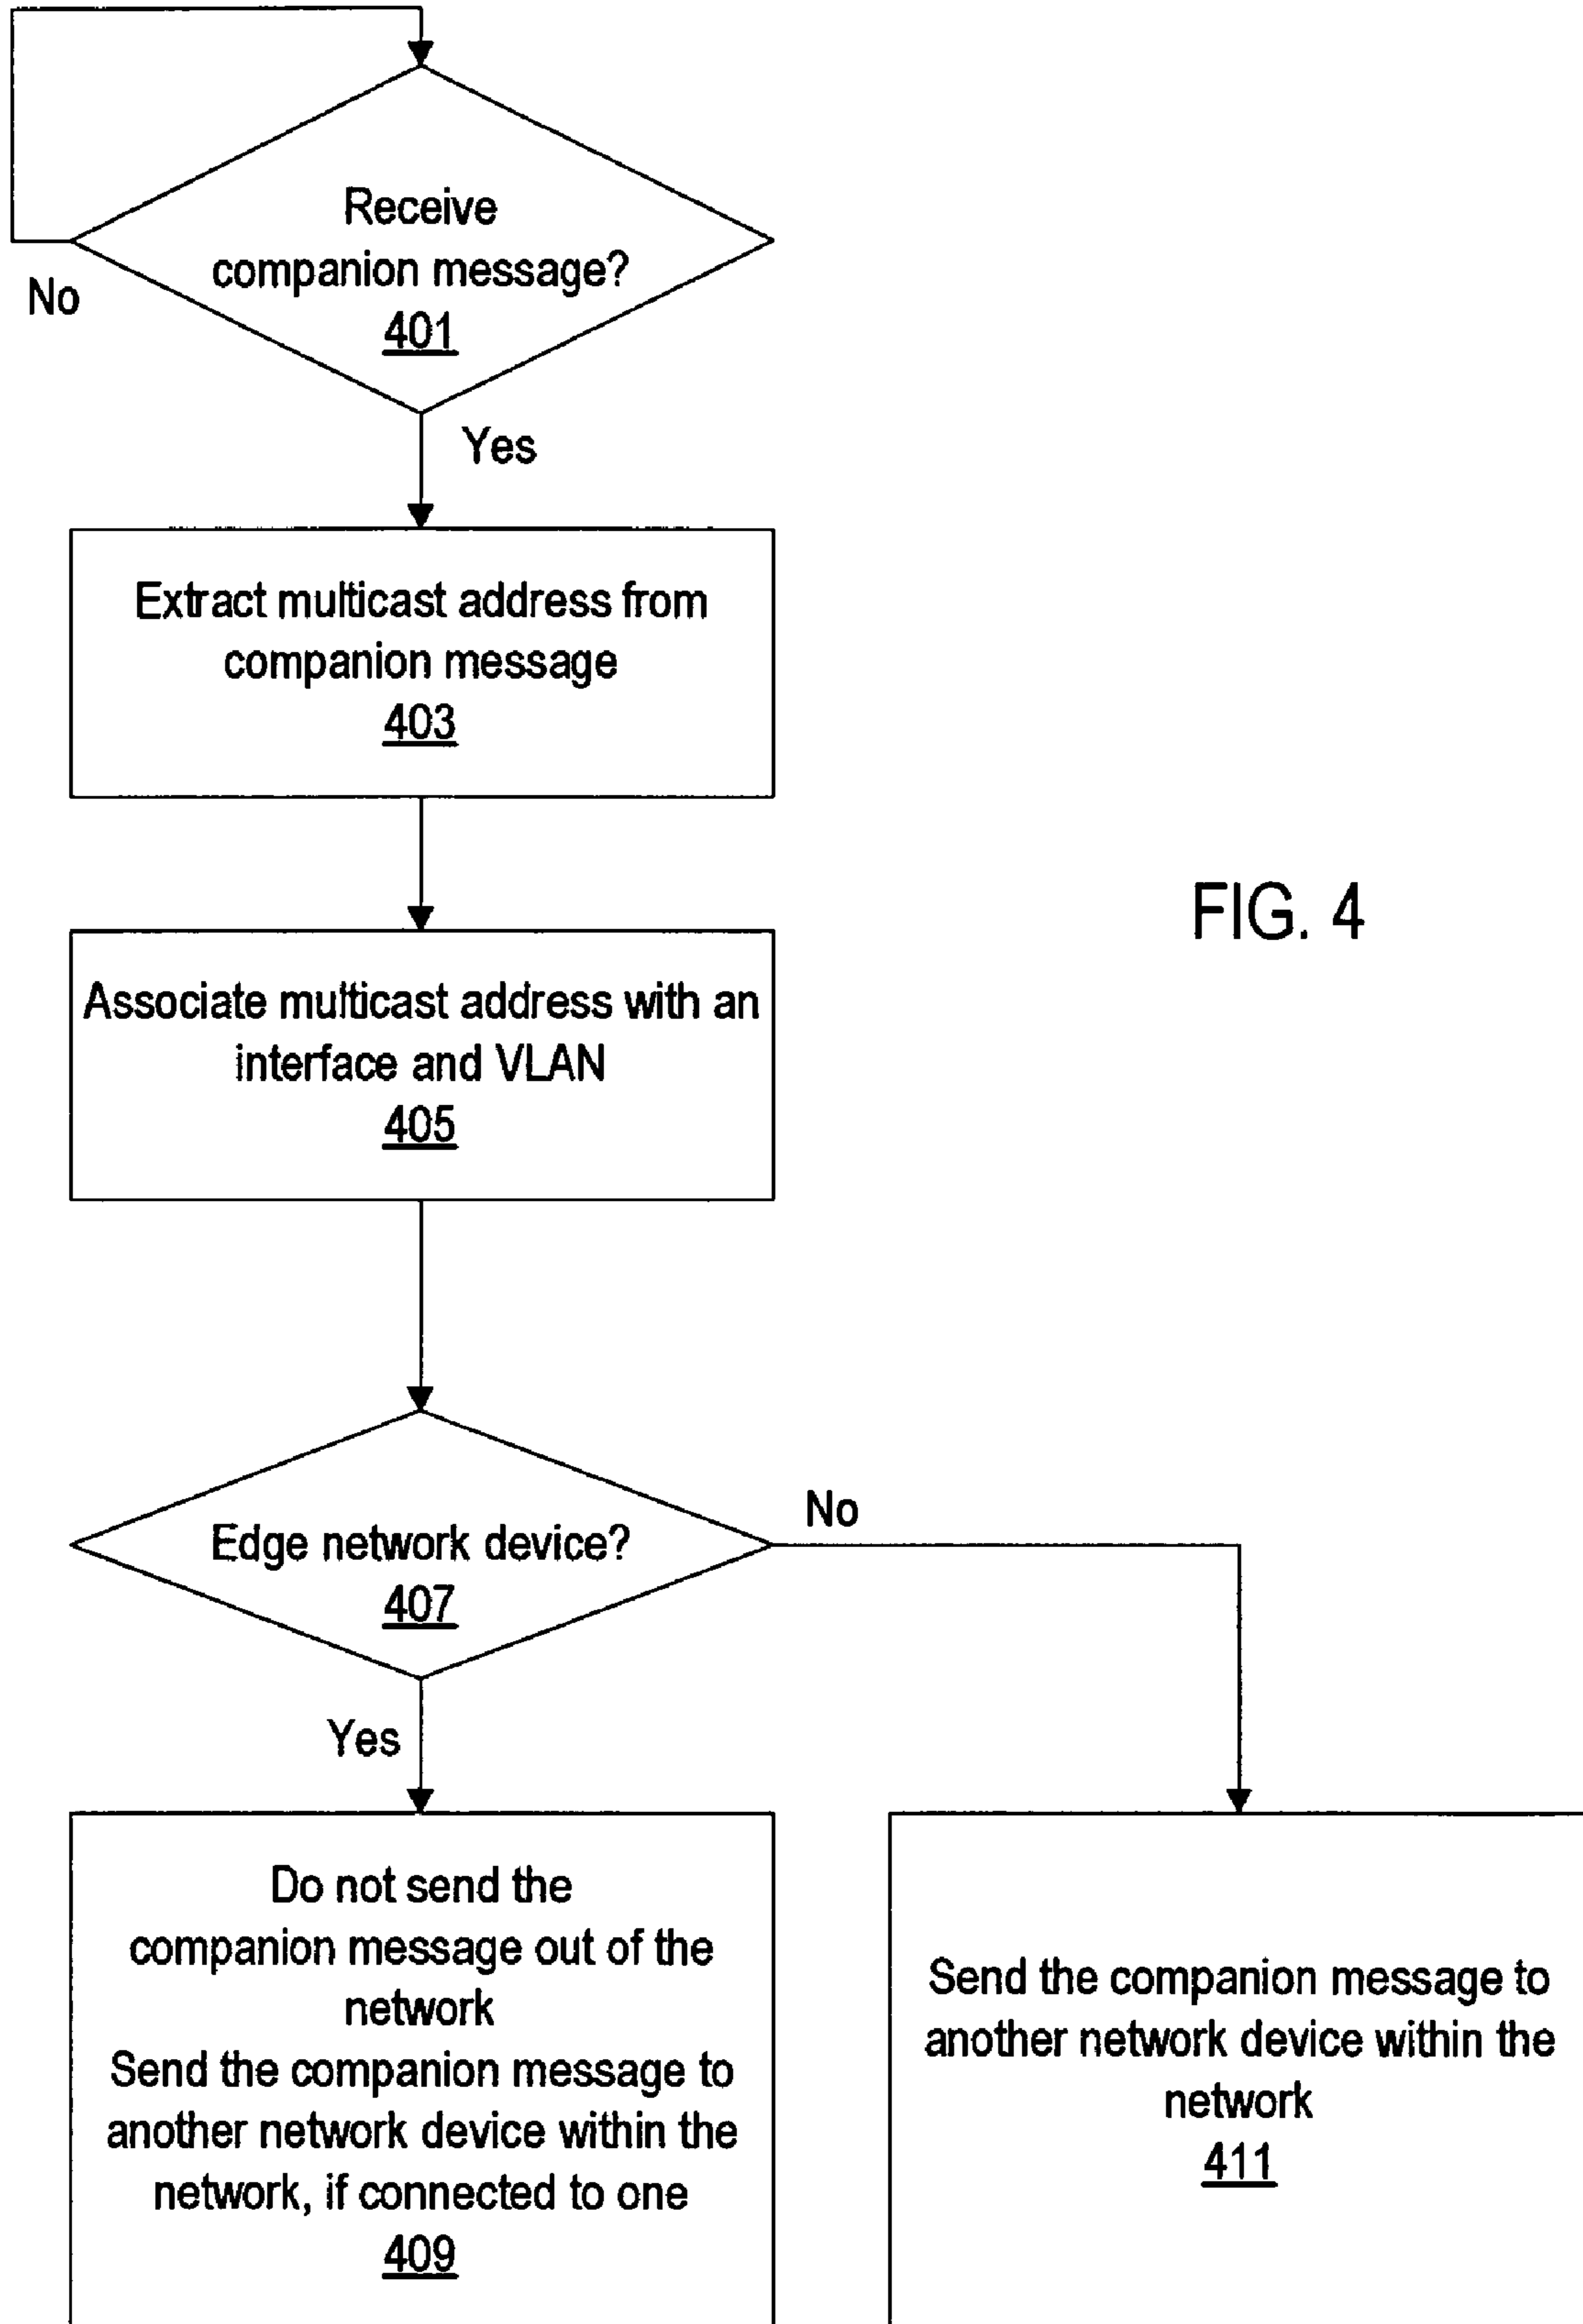 Receive
companion message?
401
No
Yes
Extract multicast address from
companion message
403
FIG. 4
Associate multicast address with an
interface and VLAN
405
Edge network device?
407
No
Yes
Do not send the
companion message out of the
network
Send the companion message to
another network device within the
network, if connected to one
409
Send the companion message to
another network device within the
network
411